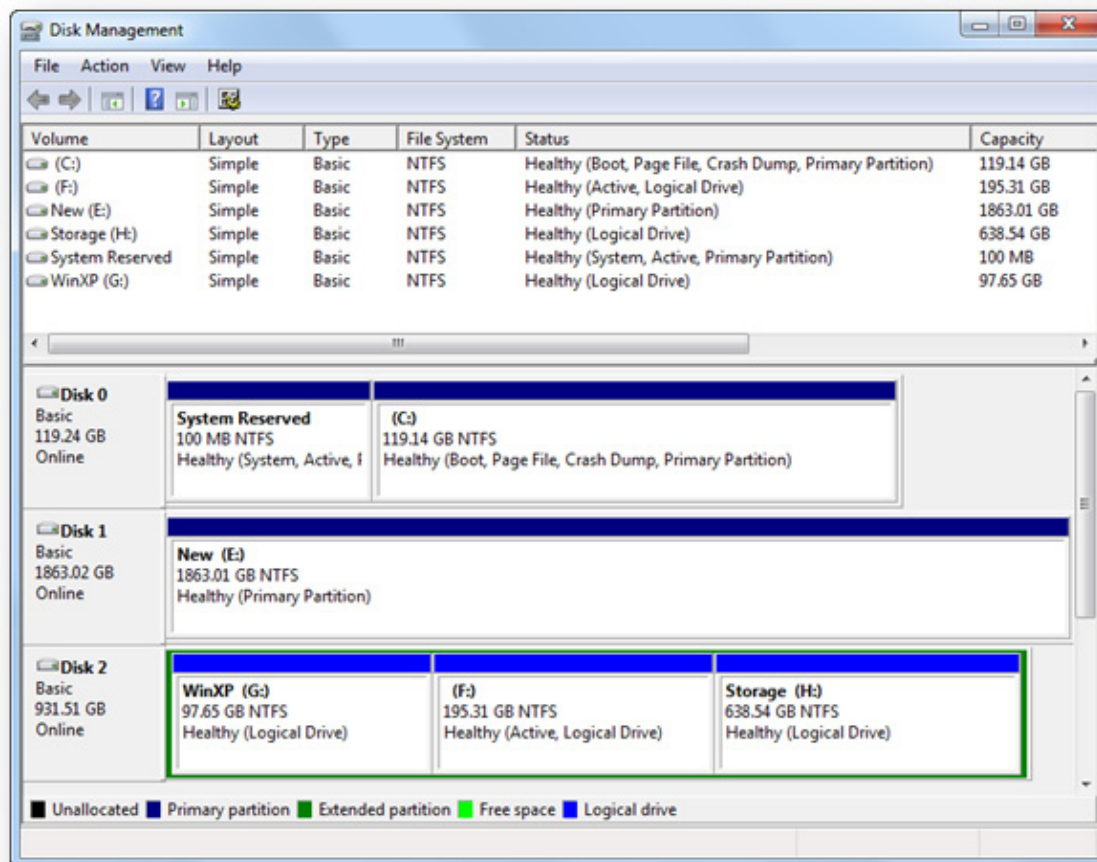 Disk Management
File Action View Help
Volume Layout Type File System Status Capacity
(C:) Simple Basic NTFS Healthy (Boot, Page File, Crash Dump, Primary Partition) 119.14 GB
(F:) Simple Basic NTFS Healthy (Active, Logical Drive) 195.31 GB
New (E:) Simple Basic NTFS Healthy (Primary Partition) 1863.01 GB
Storage (H:) Simple Basic NTFS Healthy (Logical Drive) 638.54 GB
System Reserved Simple Basic NTFS Healthy (System, Active, Primary Partition) 100 MB
WinXP (G:) Simple Basic NTFS Healthy (Logical Drive) 97.65 GB
Disk 0
Basic
119.24 GB
Online
System Reserved
100 MB NTFS
Healthy (System, Active,
(C:)
119.14 GB NTFS
Healthy (Boot, Page File, Crash Dump, Primary Partition)
Disk 1
Basic
1863.02 GB
Online
New (E:)
1863.01 GB NTFS
Healthy (Primary Partition)
Disk 2
Basic
931.51 GB
Online
WinXP (G:)
97.65 GB NTFS
Healthy (Logical Drive)
(F:)
195.31 GB NTFS
Healthy (Active, Logical Drive)
Storage (H:)
638.54 GB NTFS
Healthy (Logical Drive)
Unallocated Primary partition Extended partition Free space Logical drive